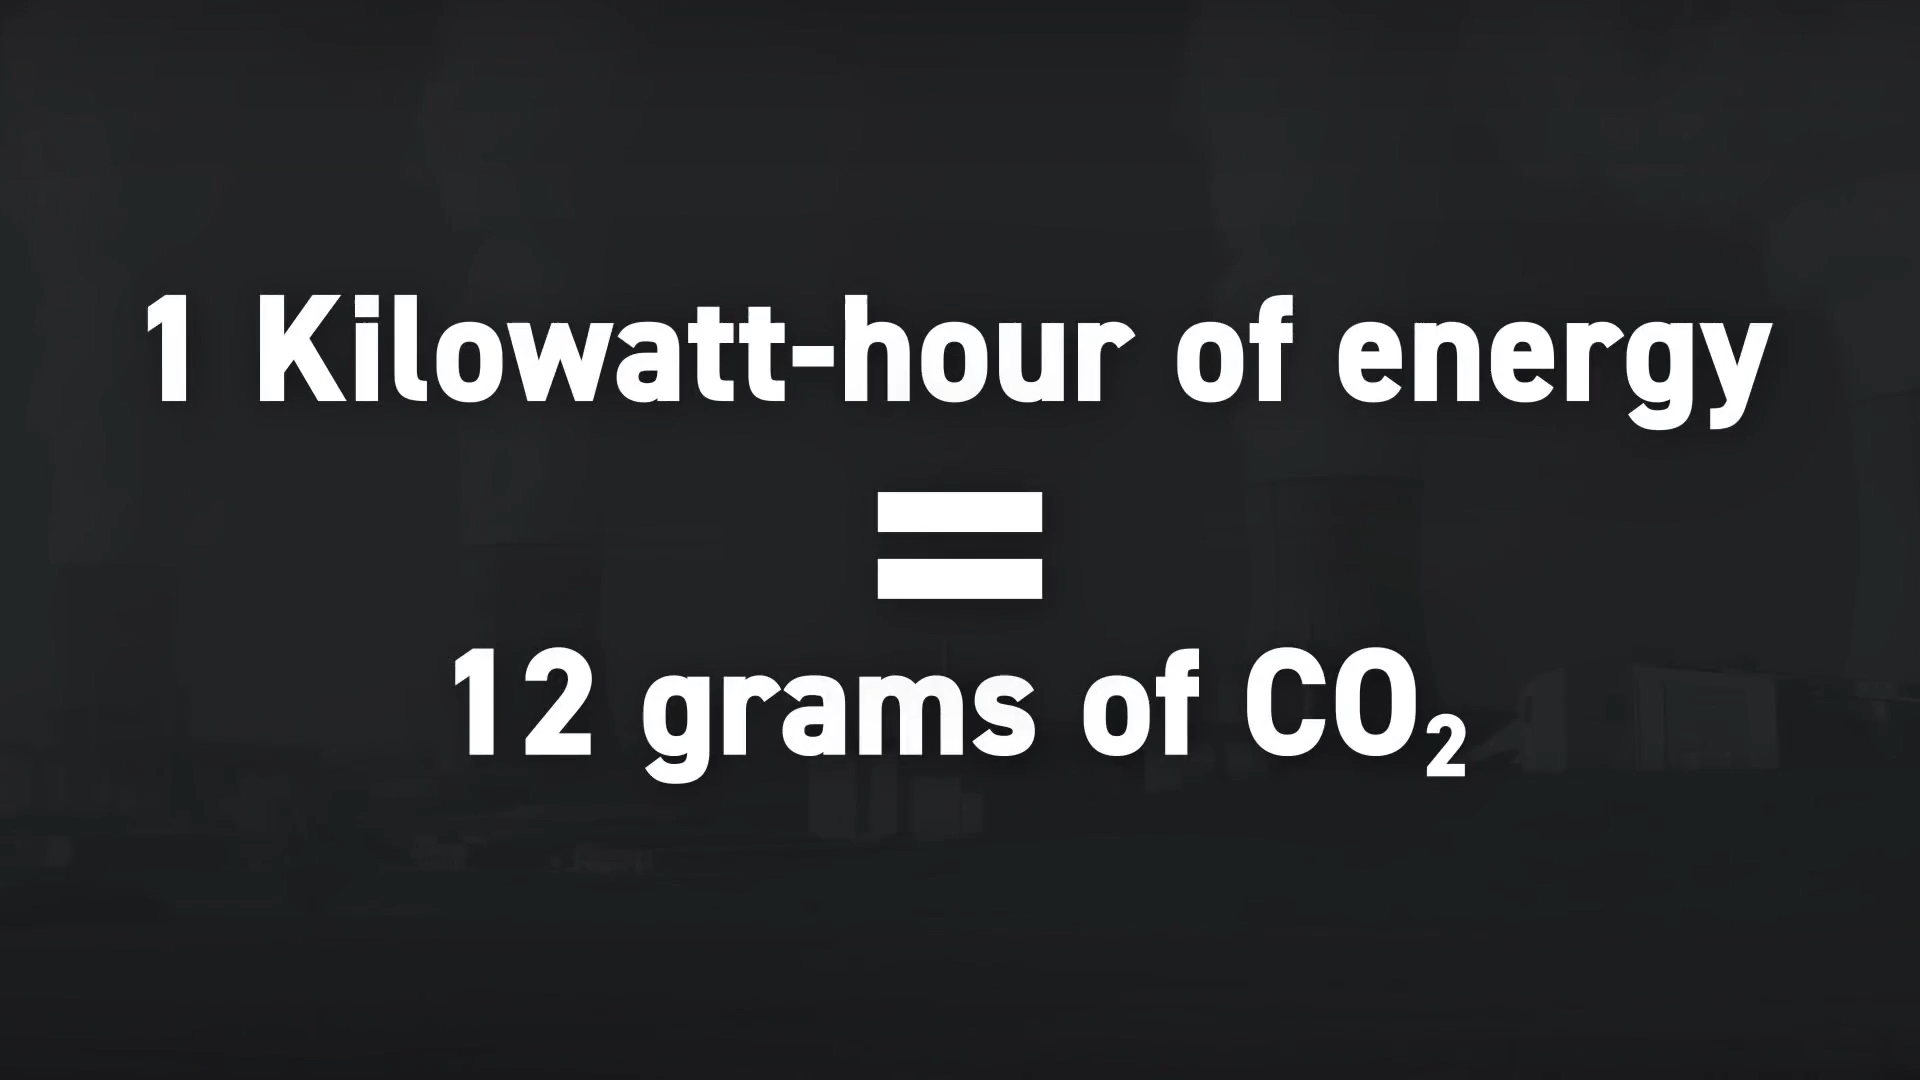 1 Kilowatt-hour of energy
=
12 grams of CO₂